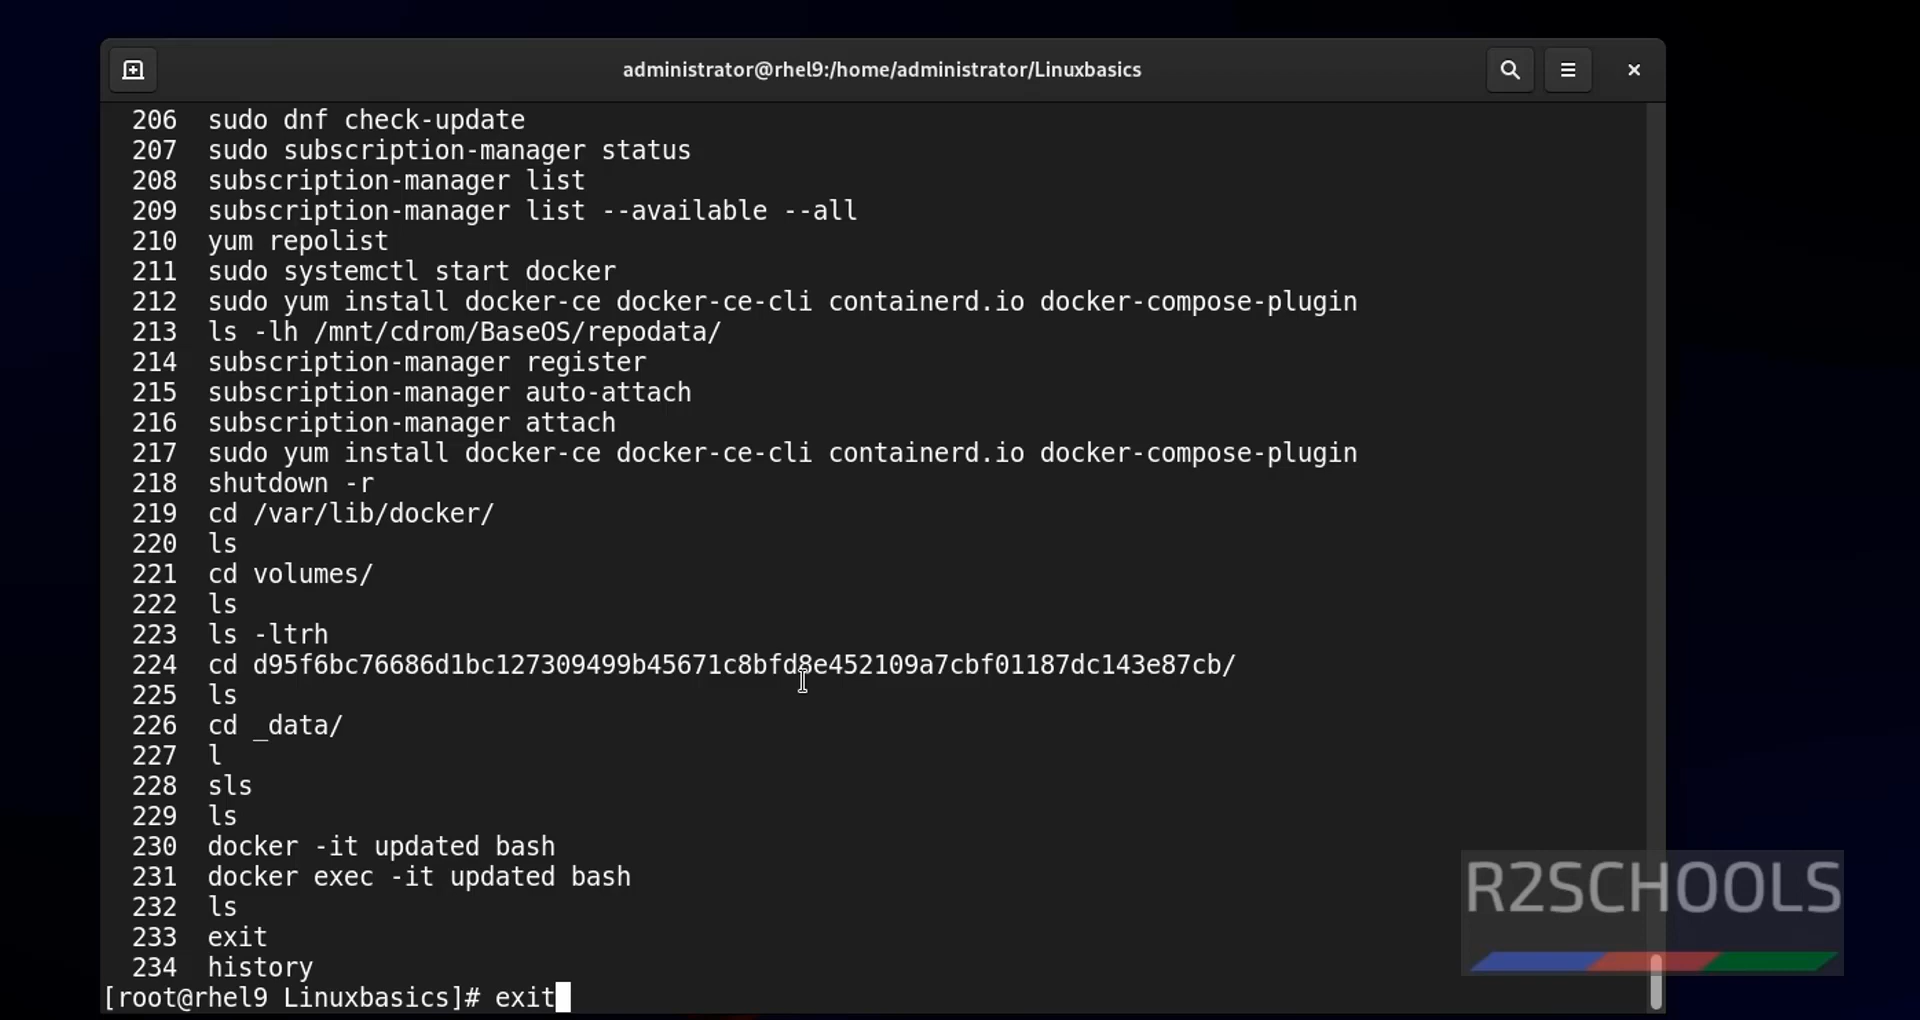 administrator@rhel9:/home/administrator/Linuxbasics
206 sudo dnf check-update
207 sudo subscription-manager status
208 subscription-manager list
209 subscription-manager list --available --all
210 yum repolist
211 sudo systemctl start docker
212 sudo yum install docker-ce docker-ce-cli containerd.io docker-compose-plugin
213 ls -lh /mnt/cdrom/BaseOS/repodata/
214 subscription-manager register
215 subscription-manager auto-attach
216 subscription-manager attach
217 sudo yum install docker-ce docker-ce-cli containerd.io docker-compose-plugin
218 shutdown -r
219 cd /var/lib/docker/
220 ls
221 cd volumes/
222 ls
223 ls -ltrh
224 cd d95f6bc76686d1bc127309499b45671c8bfd8e452109a7cbf01187dc143e87cb/
225 ls
226 cd _data/
227 l
228 sls
229 ls
230 docker -it updated bash
231 docker exec -it updated bash
232 ls
233 exit
234 history
[root@rhel9 Linuxbasics]# exit
R2SCHOOLS